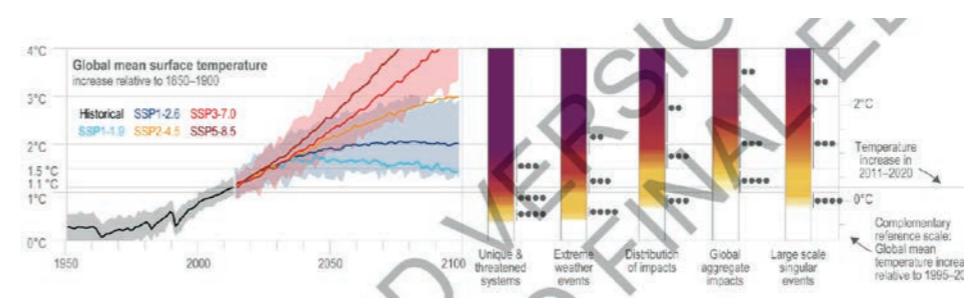 4°C
Global mean surface temperature
increase relative to 1850–1900
3°C
Historical SSP1-2.6 SSP3-7.0
SSP1-1.9 SSP2-4.5 SSP5-8.5
2°C
1.5 °C
1.1 °C
1°C
0°C
1950 2000 2050 2100
Unique &
threatened
systems
Extreme
weather
events
Distribution
of impacts
Global
aggregate
impacts
Large scale
singular
events
2°C
Temperature
increase in
2011–2020
0°C
Complementary
reference scale:
Global mean
temperature increa
relative to 1995–20
D VERSIO
D FINAL E